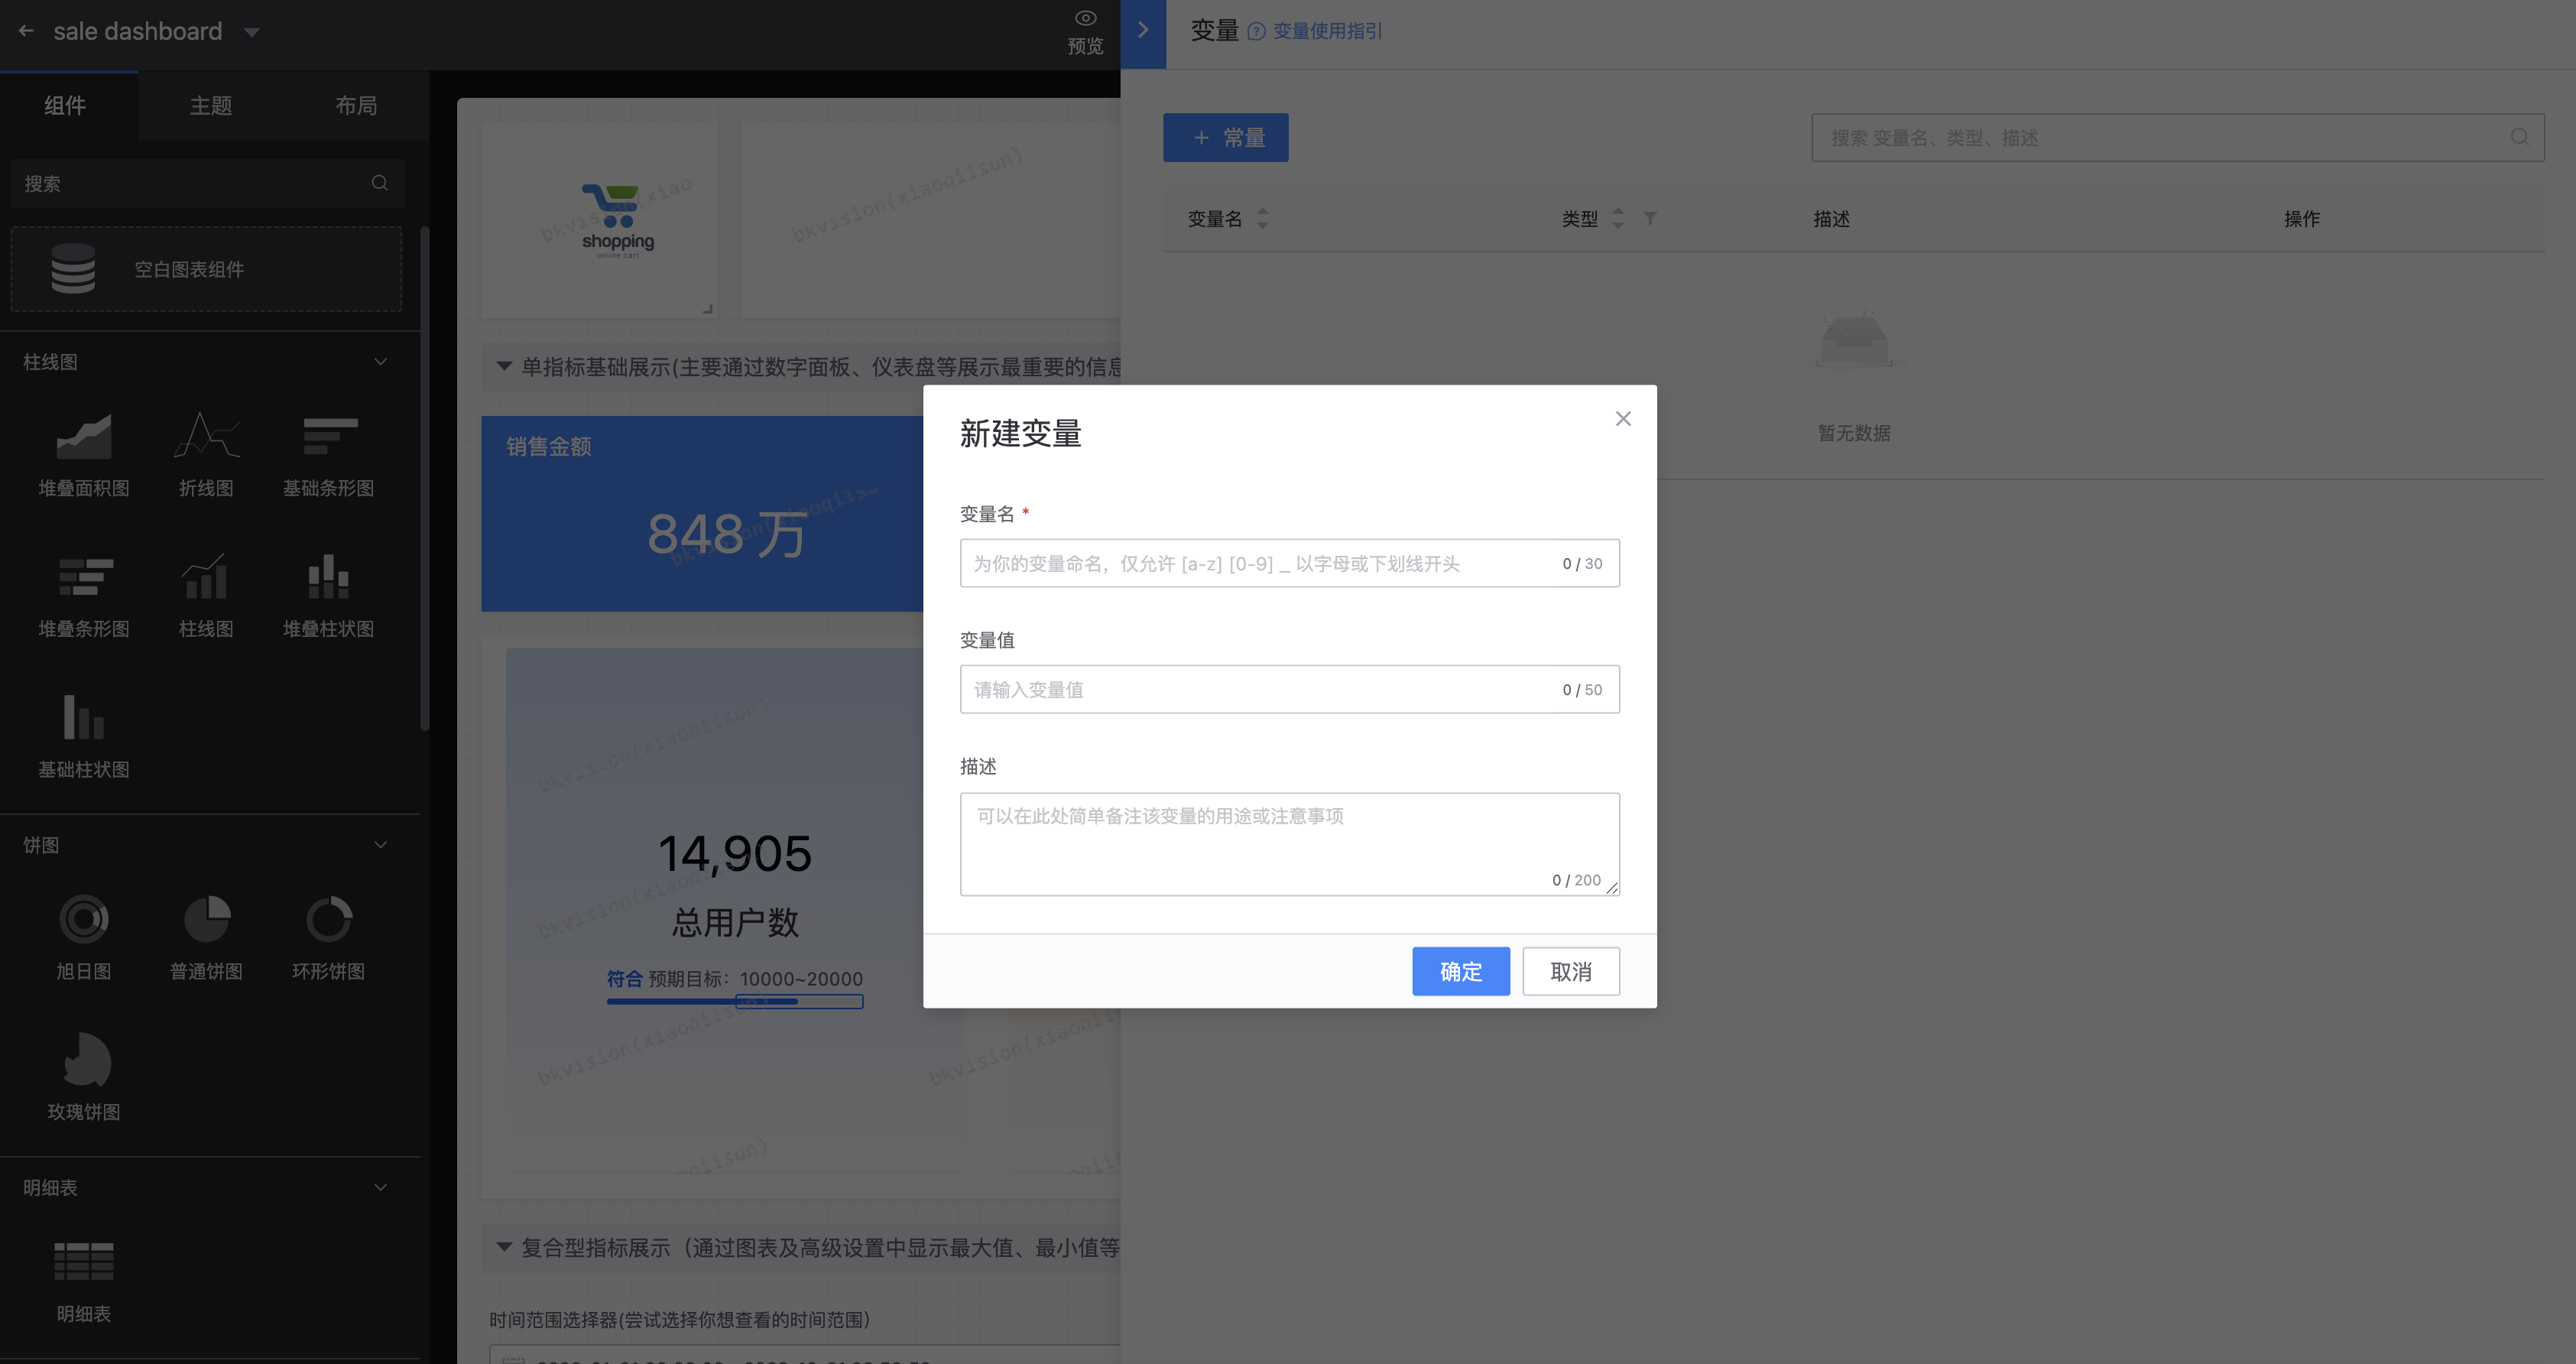 sale dashboard
预览
变量 变量使用指引
组件 主题 布局
搜索
空白图表组件
柱线图
堆叠面积图 折线图 基础条形图
堆叠条形图 柱线图 堆叠柱状图
基础柱状图
饼图
旭日图 普通饼图 环形饼图
玫瑰饼图
明细表
明细表
bkvision(xiao
bkvision(xiaoqiisun)
shopping
online cart
单指标基础展示(主要通过数字面板、仪表盘等展示最重要的信息
销售金额
848 万
bkvision(xiaoqiisu
bkvision(xiaoqiisun)
14,905
总用户数
bkvision(xiaoqiisun)
符合 预期目标：10000~20000
bkvision(xiaoqiisun)
bkvision(xiaoqiisun
qiisun)
复合型指标展示（通过图表及高级设置中显示最大值、最小值等
时间范围选择器(尝试选择你想查看的时间范围)
+ 常量
搜索 变量名、类型、描述
变量名 类型 描述 操作
暂无数据
新建变量
变量名 *
为你的变量命名，仅允许 [a-z] [0-9] _ 以字母或下划线开头 0 / 30
变量值
请输入变量值 0 / 50
描述
可以在此处简单备注该变量的用途或注意事项
0 / 200
确定 取消